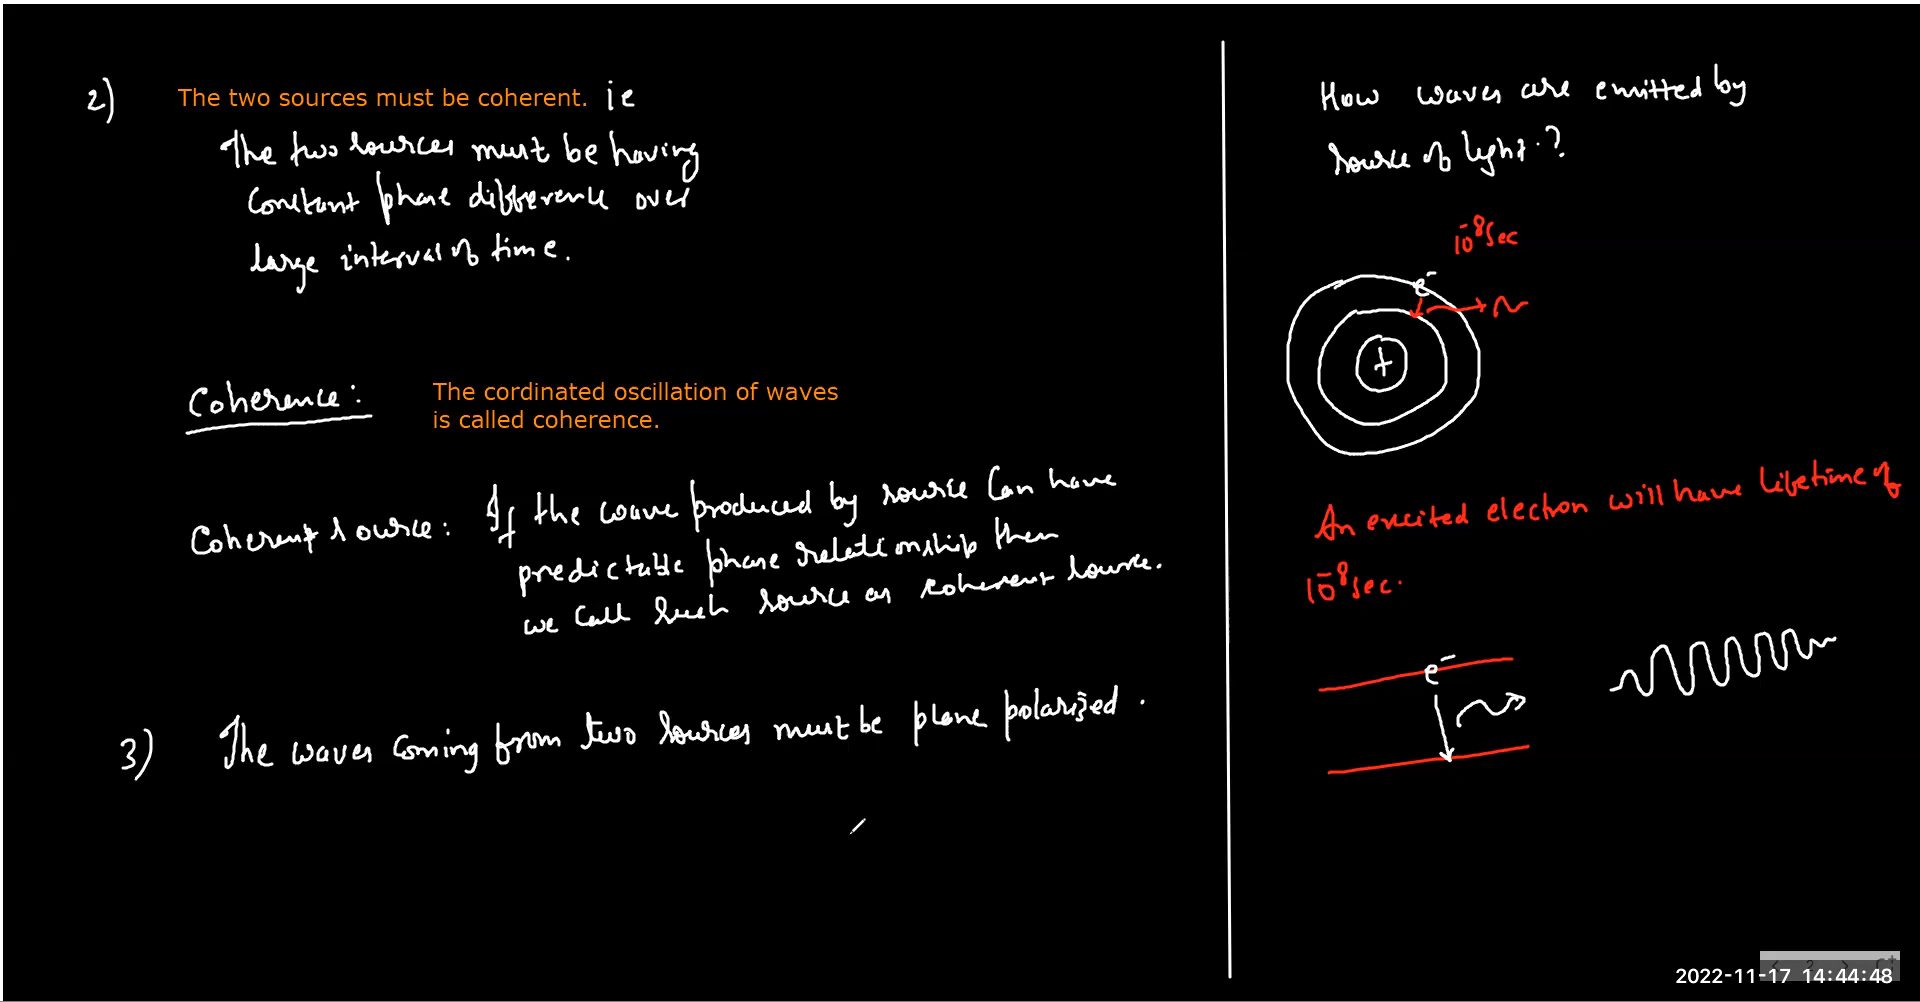 2) The two sources must be coherent. ie
The two sources must be having
constant phase difference over
large interval of time.
Coherence: The cordinated oscillation of waves
is called coherence.
Coherent source: If the wave produced by source can have
predictable phase relationship then
we call such source as coherent source.
3) The waves coming from two sources must be plane polarized.
How waves are emitted by
source of light.?
10⁻⁸ sec
e⁻
+
An excited electron will have lifetime of
10⁻⁸ sec.
e⁻
2022-11-17 14:44:48